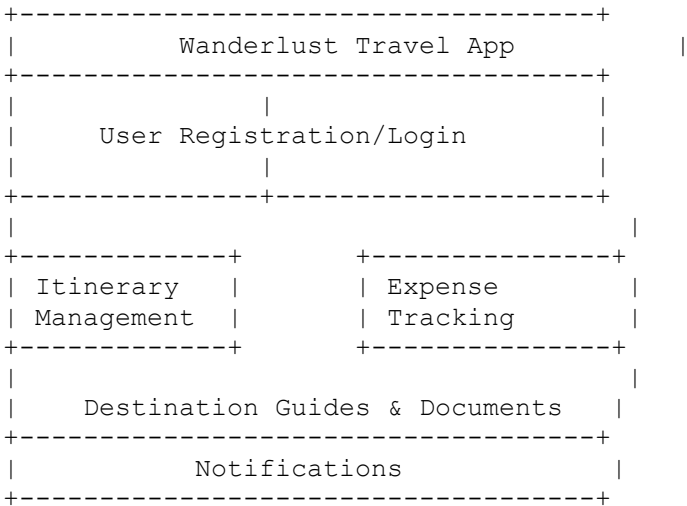 +------------------------------------+
| Wanderlust Travel App |
+------------------------------------+
| | |
| User Registration/Login |
| | |
+---------------+--------------------+
| |
+-------------+ +---------------+
| Itinerary | | Expense |
| Management | | Tracking |
+-------------+ +---------------+
| |
| Destination Guides & Documents |
+------------------------------------+
| Notifications |
+------------------------------------+